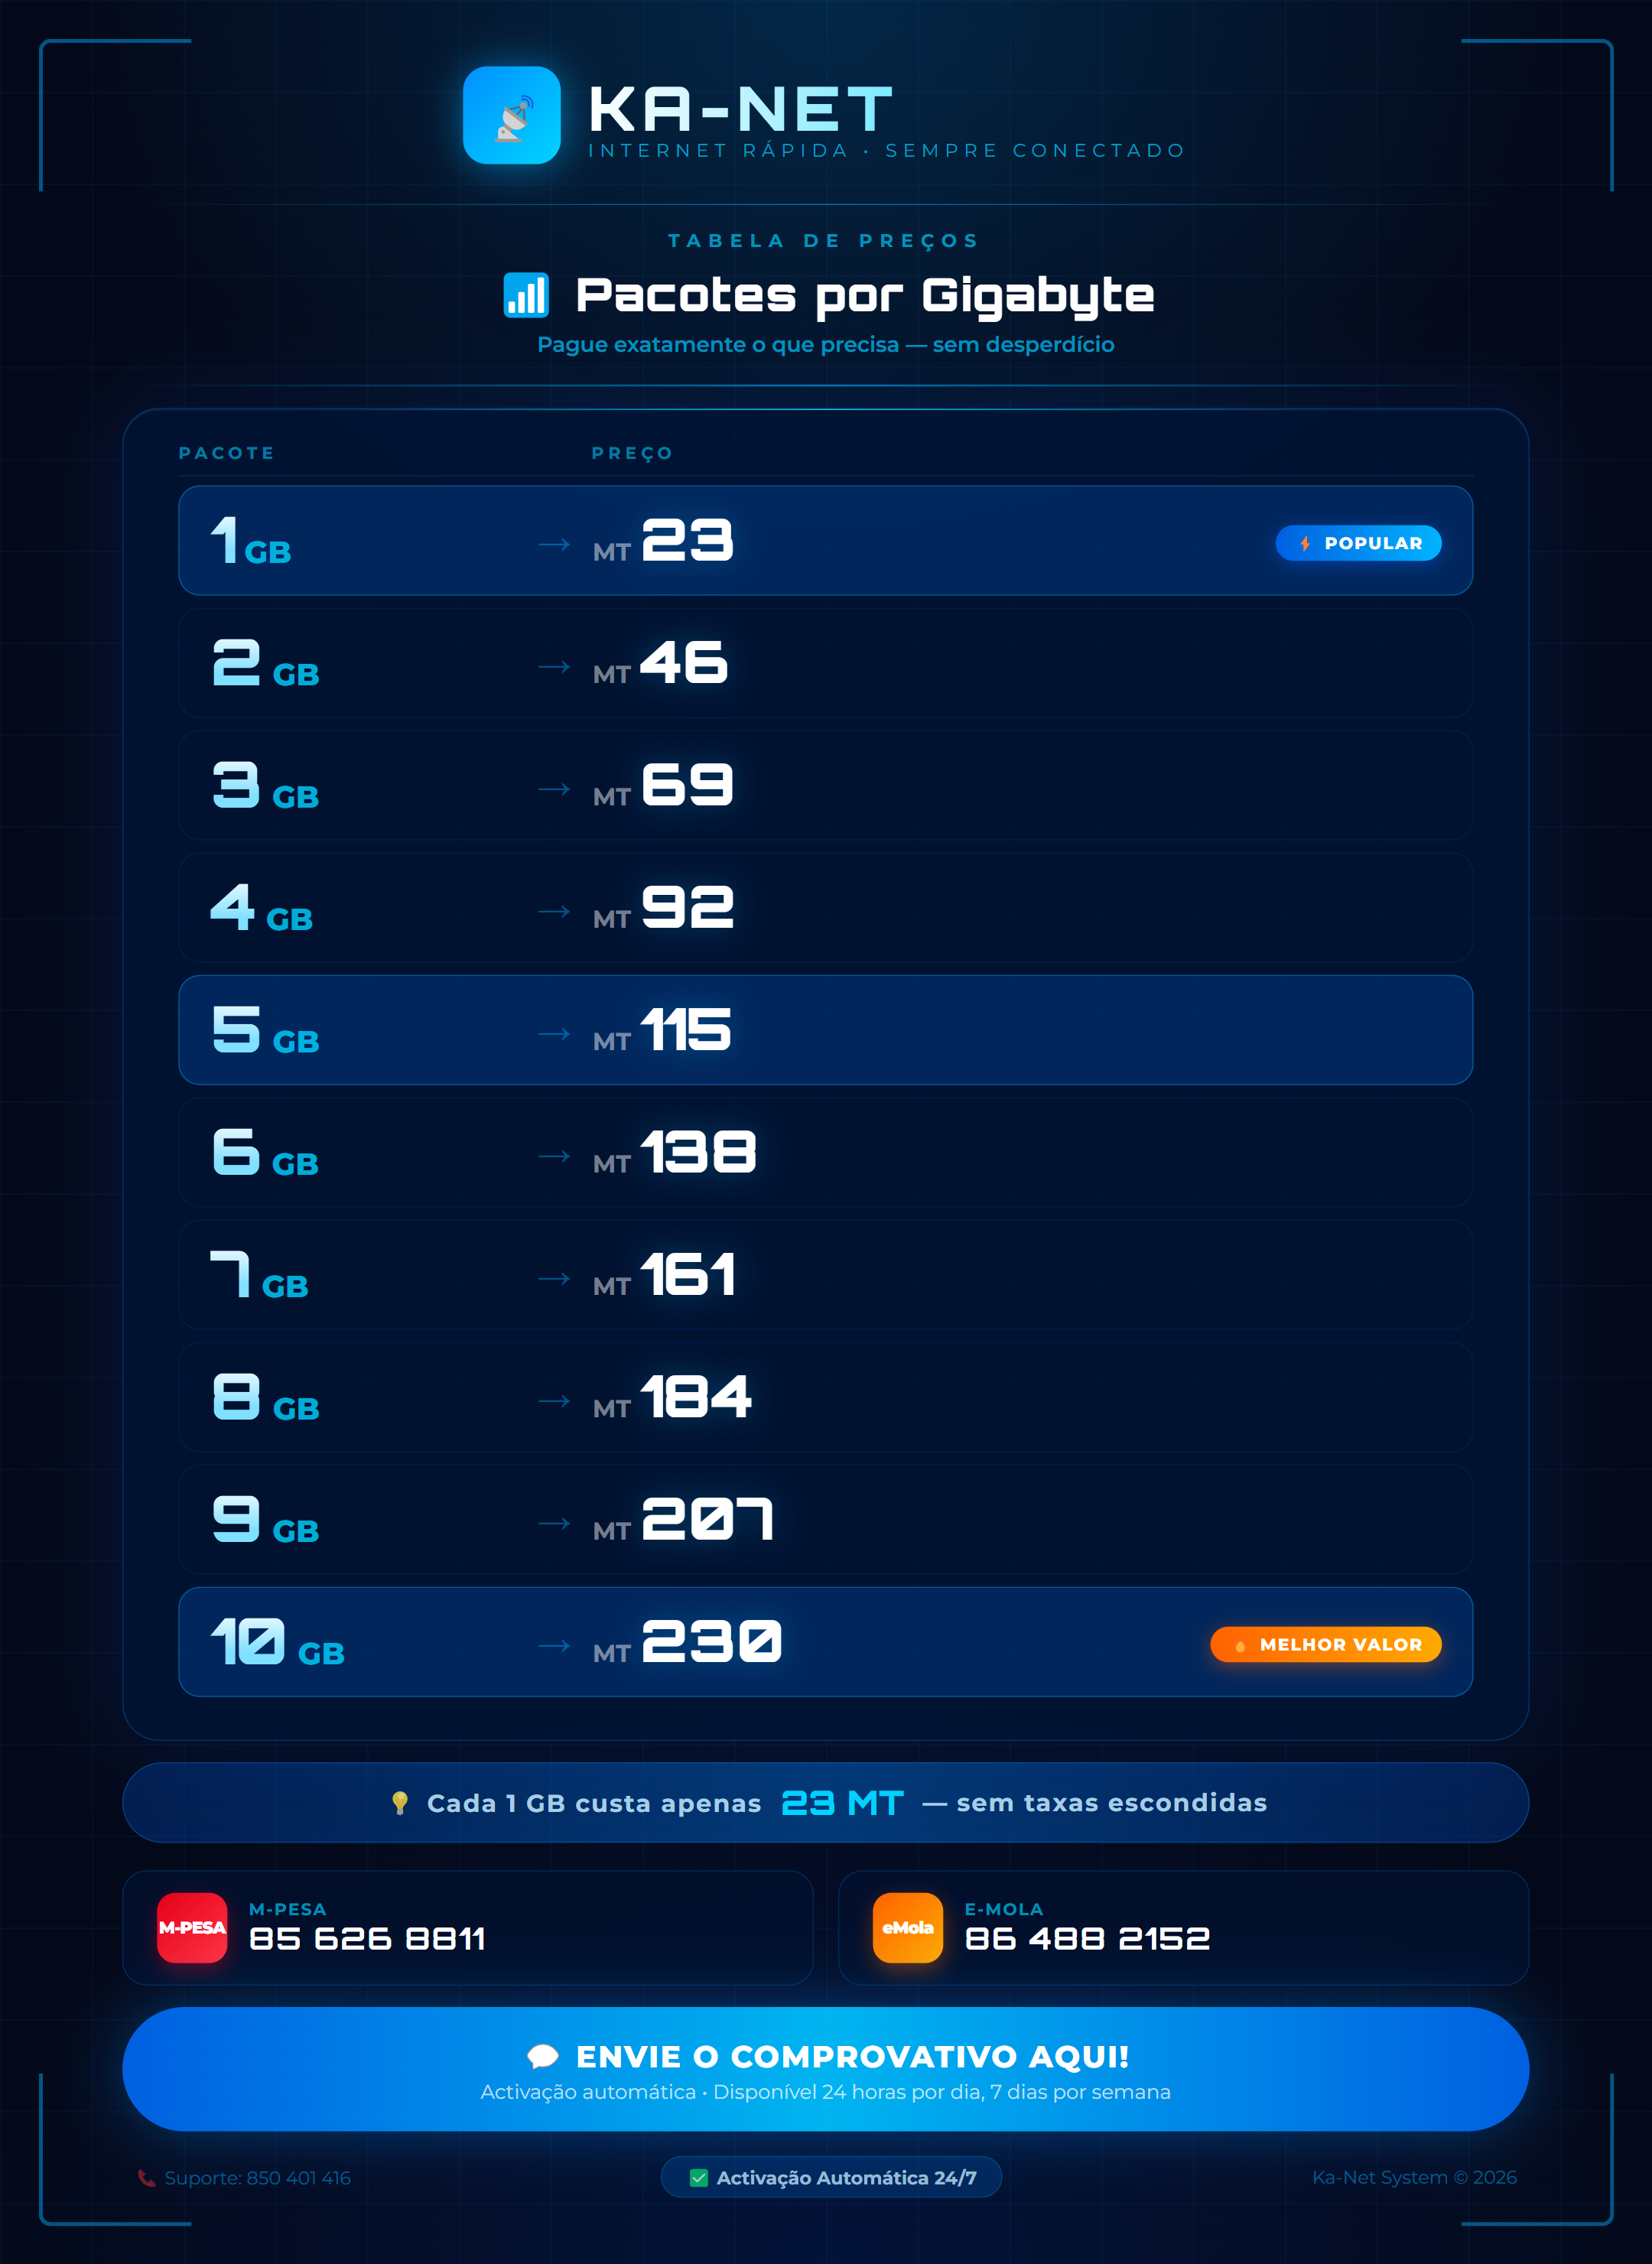 KA-NET
INTERNET RÁPIDA · SEMPRE CONECTADO
TABELA DE PREÇOS
Pacotes por Gigabyte
Pague exatamente o que precisa — sem desperdício
PACOTE PREÇO
1 GB → MT 23 POPULAR
2 GB → MT 46
3 GB → MT 69
4 GB → MT 92
5 GB → MT 115
6 GB → MT 138
7 GB → MT 161
8 GB → MT 184
9 GB → MT 207
10 GB → MT 230 MELHOR VALOR
Cada 1 GB custa apenas 23 MT — sem taxas escondidas
M-PESA
M-PESA
85 626 8811
eMola
E-MOLA
86 488 2152
ENVIE O COMPROVATIVO AQUI!
Activação automática · Disponível 24 horas por dia, 7 dias por semana
Suporte: 850 401 416
Activação Automática 24/7
Ka-Net System © 2026